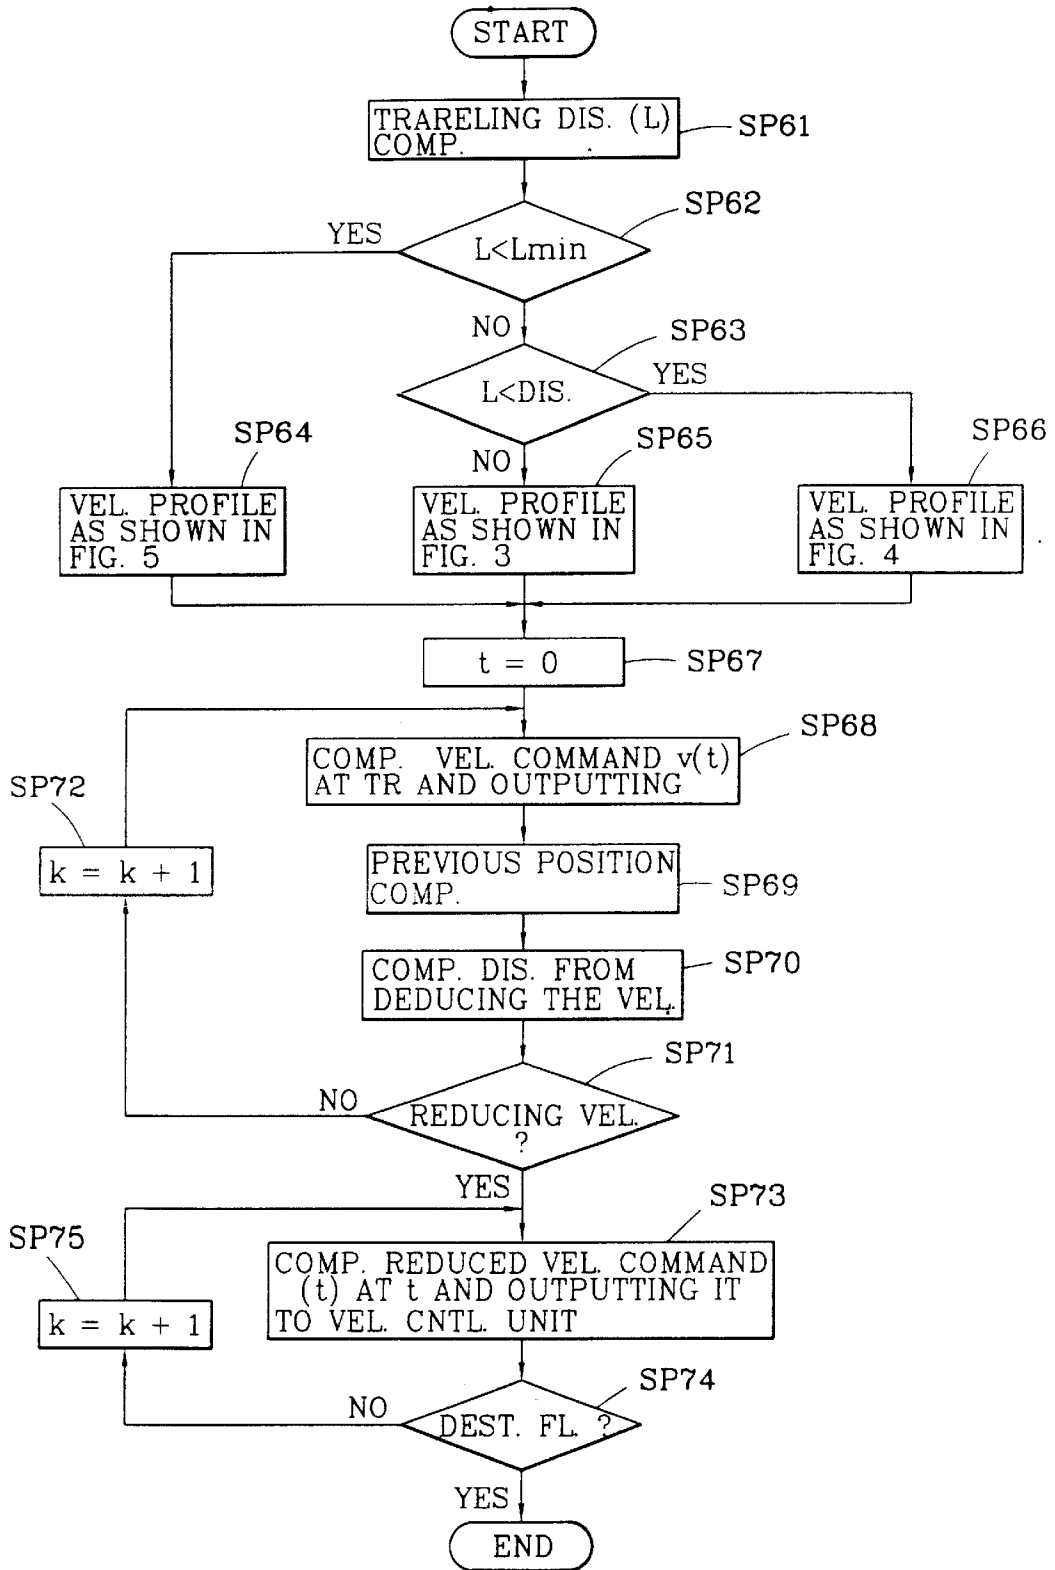 START
TRARELING DIS. (L)
COMP.
SP61
SP62
YES
L<Lmin
NO
SP63
L<DIS.
YES
SP64
NO
SP65
SP66
VEL. PROFILE
AS SHOWN IN
FIG. 5
VEL. PROFILE
AS SHOWN IN
FIG. 3
VEL. PROFILE
AS SHOWN IN
FIG. 4
t = 0
SP67
SP68
COMP. VEL. COMMAND v(t)
AT TR AND OUTPUTTING
SP72
k = k + 1
PREVIOUS POSITION
COMP.
SP69
COMP. DIS. FROM
DEDUCING THE VEL.
SP70
SP71
NO
REDUCING VEL.
?
YES
SP73
SP75
COMP. REDUCED VEL. COMMAND
(t) AT t AND OUTPUTTING IT
TO VEL. CNTL. UNIT
k = k + 1
SP74
NO
DEST. FL. ?
YES
END